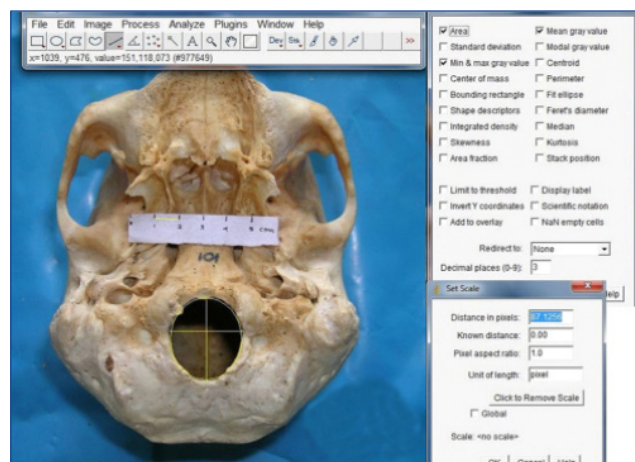 File Edit Image Process Analyze Plugins Window Help
Dev Stk >>
x=1039, y=476, value=151,118,073 (#977649)
1 2 3 4 5 cms
101
Area Mean gray value
Standard deviation Modal gray value
Min & max gray value Centroid
Center of mass Perimeter
Bounding rectangle Fit ellipse
Shape descriptors Feret's diameter
Integrated density Median
Skewness Kurtosis
Area fraction Stack position
Limit to threshold Display label
Invert Y coordinates Scientific notation
Add to overlay NaN empty cells
Redirect to: None
Decimal places (0-9): 3
Help
Set Scale
Distance in pixels: 87.1256
Known distance: 0.00
Pixel aspect ratio: 1.0
Unit of length: pixel
Click to Remove Scale
Global
Scale: <no scale>
OK Cancel Help